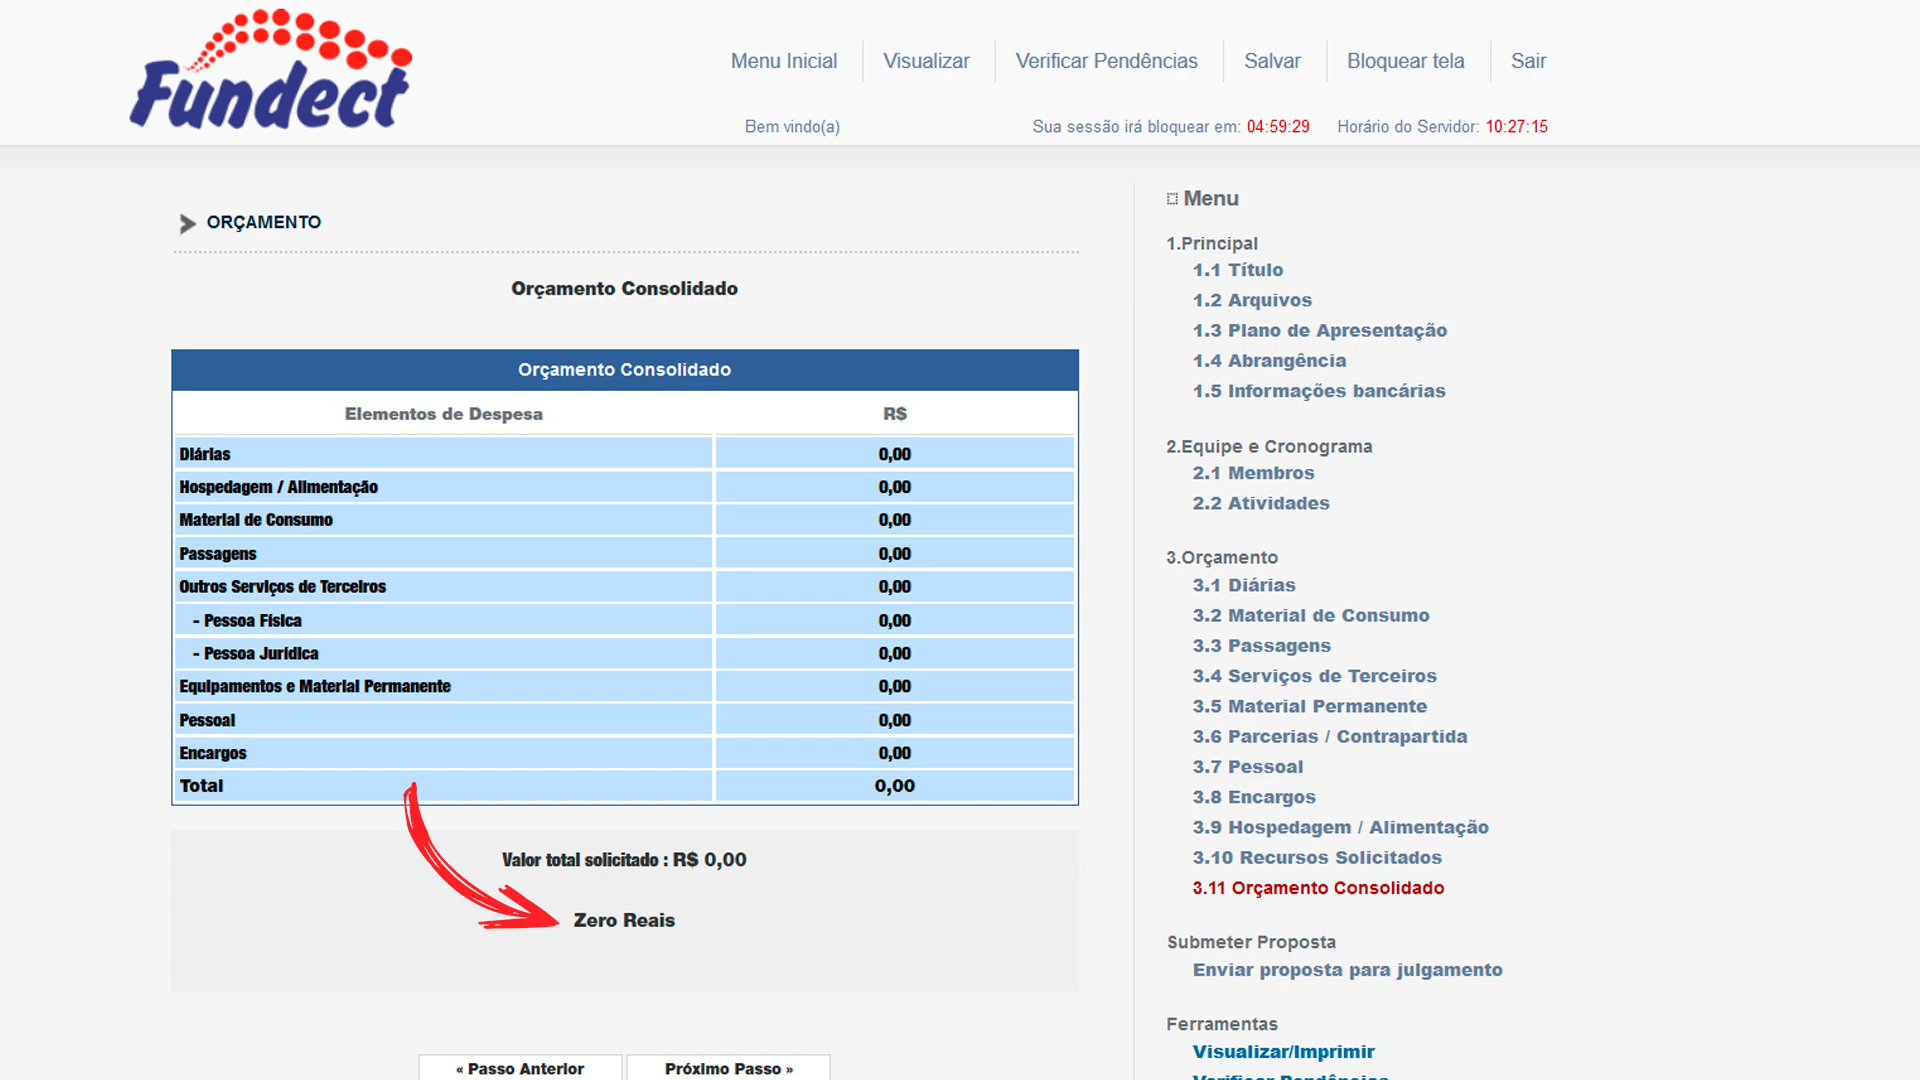 Fundect
Menu Inicial
Visualizar
Verificar Pendências
Salvar
Bloquear tela
Sair
Bem vindo(a)
Sua sessão irá bloquear em: 04:59:29
Horário do Servidor: 10:27:15
ORÇAMENTO
Orçamento Consolidado
Orçamento Consolidado
Elementos de Despesa R$
Diárias 0,00
Hospedagem / Alimentação 0,00
Material de Consumo 0,00
Passagens 0,00
Outros Serviços de Terceiros 0,00
- Pessoa Física 0,00
- Pessoa Jurídica 0,00
Equipamentos e Material Permanente 0,00
Pessoal 0,00
Encargos 0,00
Total 0,00
Valor total solicitado : R$ 0,00
Zero Reais
« Passo Anterior
Próximo Passo »
Menu
1.Principal
1.1 Título
1.2 Arquivos
1.3 Plano de Apresentação
1.4 Abrangência
1.5 Informações bancárias
2.Equipe e Cronograma
2.1 Membros
2.2 Atividades
3.Orçamento
3.1 Diárias
3.2 Material de Consumo
3.3 Passagens
3.4 Serviços de Terceiros
3.5 Material Permanente
3.6 Parcerias / Contrapartida
3.7 Pessoal
3.8 Encargos
3.9 Hospedagem / Alimentação
3.10 Recursos Solicitados
3.11 Orçamento Consolidado
Submeter Proposta
Enviar proposta para julgamento
Ferramentas
Visualizar/Imprimir
Verificar Pendências